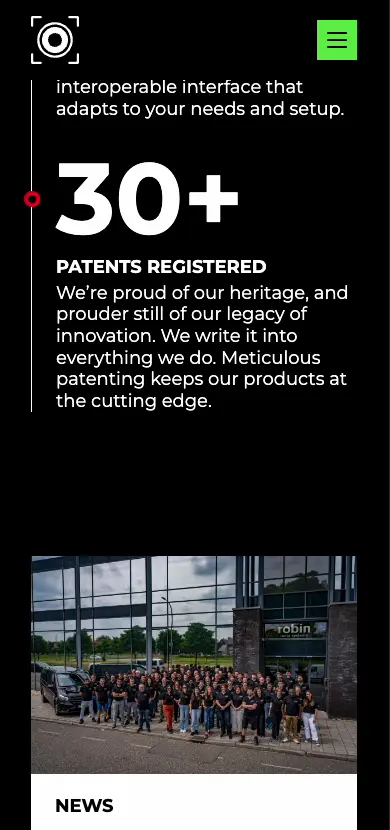 interoperable interface that
adapts to your needs and setup.
30+
PATENTS REGISTERED
We’re proud of our heritage, and
prouder still of our legacy of
innovation. We write it into
everything we do. Meticulous
patenting keeps our products at
the cutting edge.
robin
NEWS